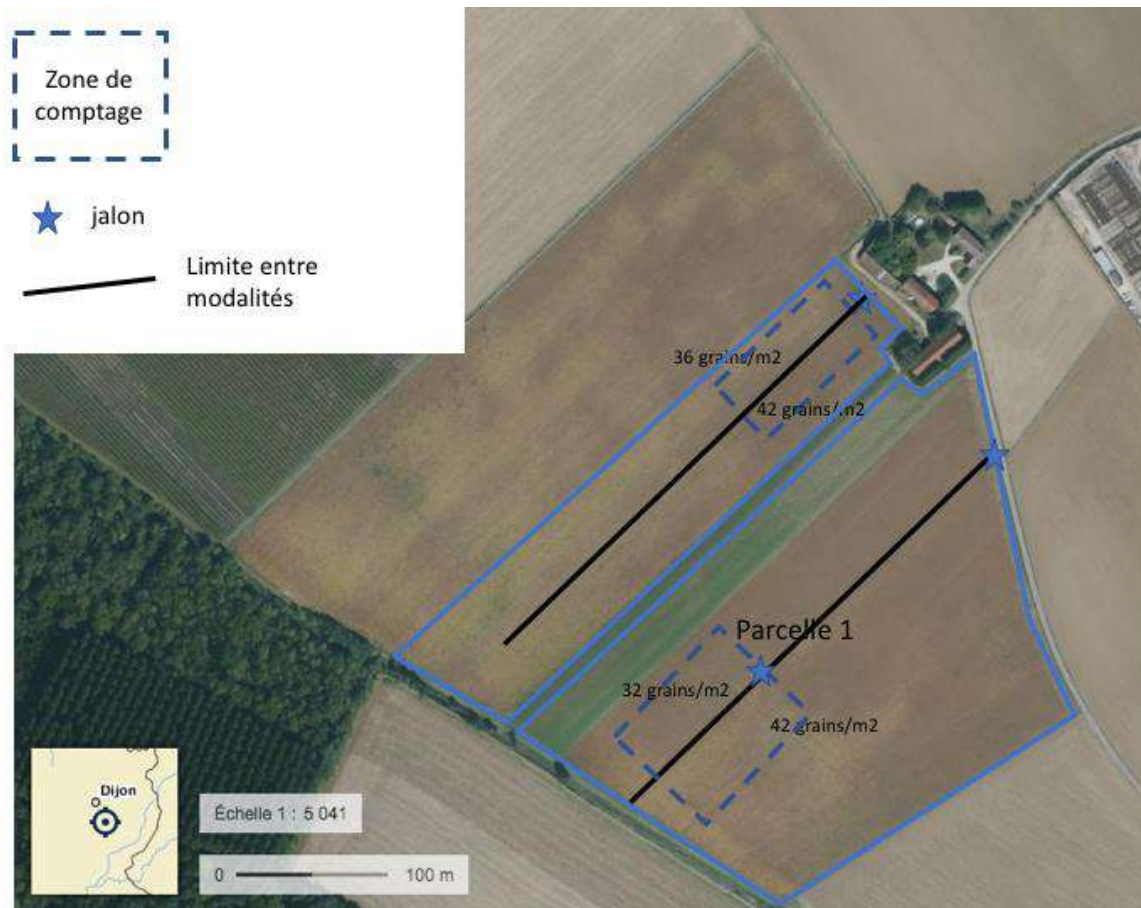 Zone de
comptage
jalon
Limite entre
modalités
36 grains/m2
42 grains/m2
Parcelle 1
32 grains/m2
42 grains/m2
Dijon
Échelle 1 : 5 041
0 100 m